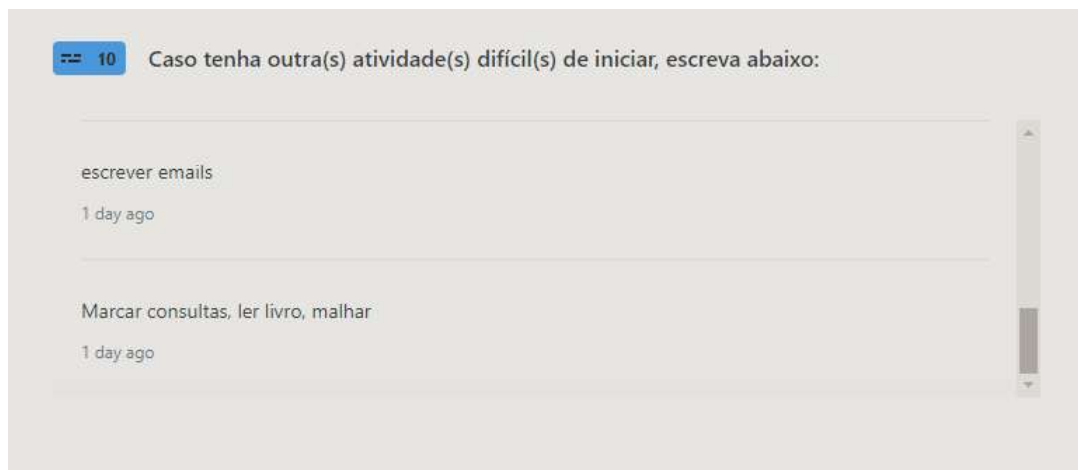 10 Caso tenha outra(s) atividade(s) difícil(s) de iniciar, escreva abaixo:
escrever emails
1 day ago
Marcar consultas, ler livro, malhar
1 day ago